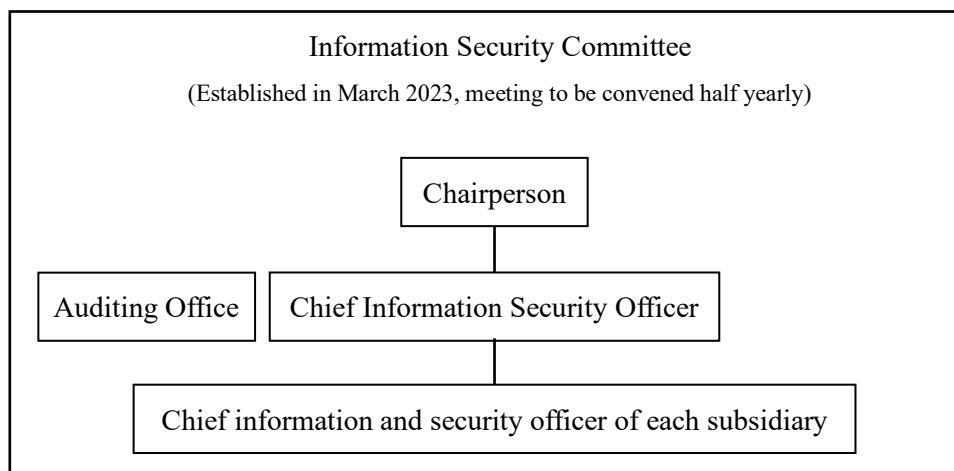 Information Security Committee
(Established in March 2023, meeting to be convened half yearly)
Chairperson
Auditing Office
Chief Information Security Officer
Chief information and security officer of each subsidiary